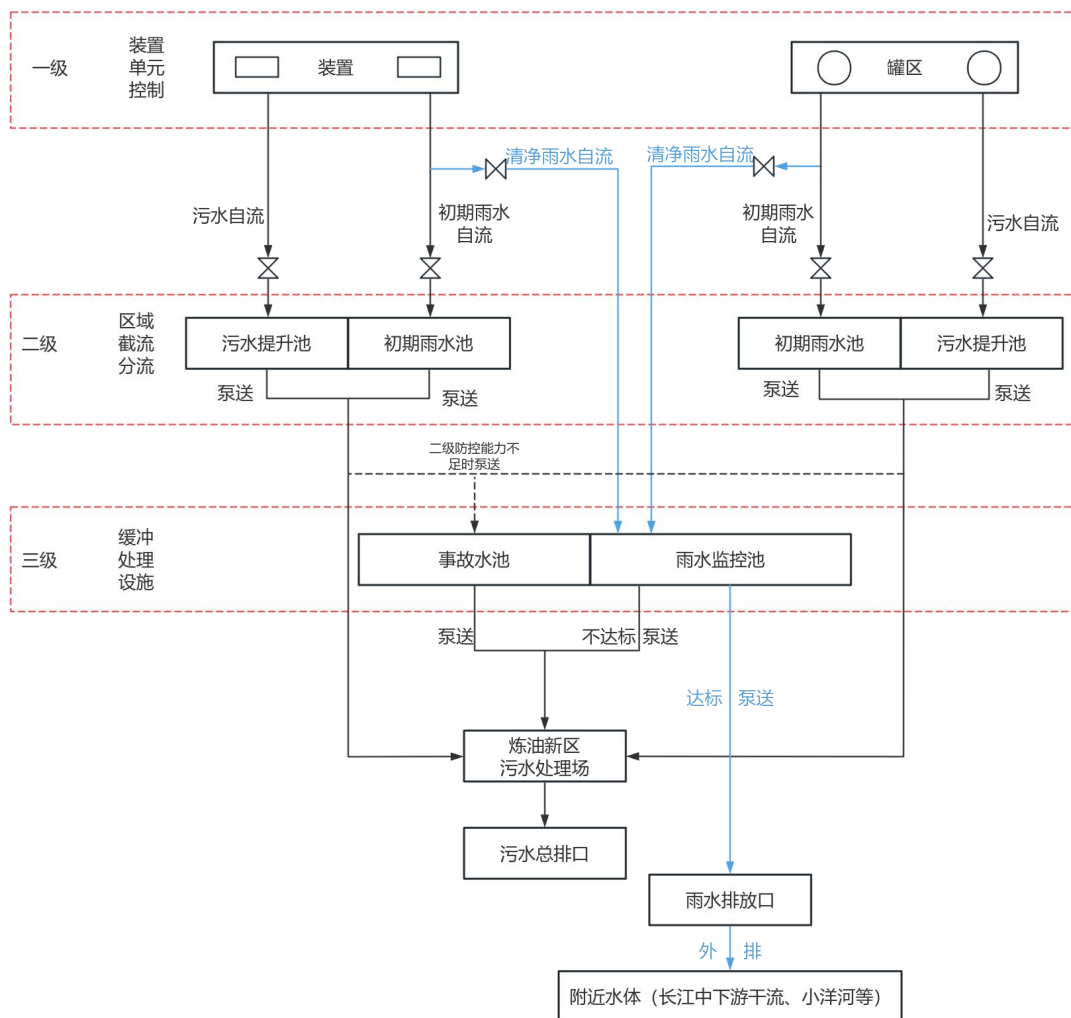 一级
装置
单元
控制
装置
罐区
清净雨水自流
清净雨水自流
污水自流
初期雨水
自流
初期雨水
自流
污水自流
二级
区域
截流
分流
污水提升池
初期雨水池
初期雨水池
污水提升池
泵送
泵送
泵送
泵送
二级防控能力不
足时泵送
三级
缓冲
处理
设施
事故水池
雨水监控池
泵送
不达标
泵送
达标
泵送
炼油新区
污水处理场
污水总排口
雨水排放口
外
排
附近水体（长江中下游干流、小洋河等）